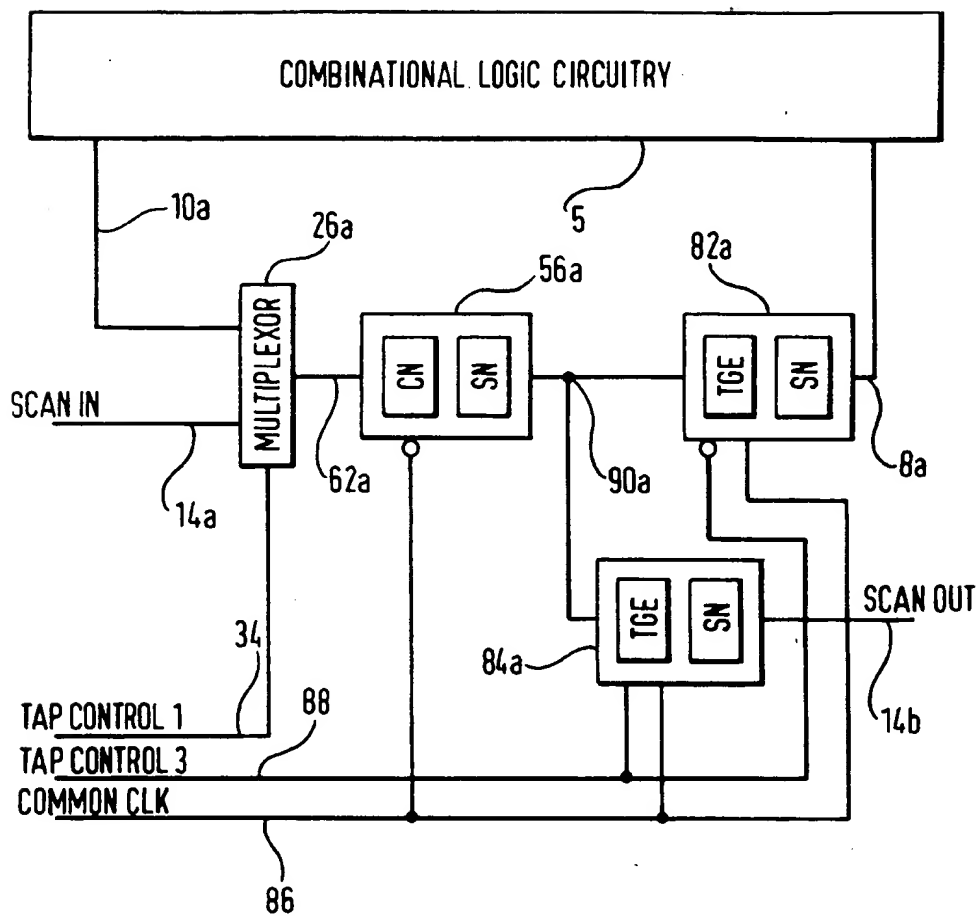 COMBINATIONAL LOGIC CIRCUITRY
10a
26a
5
82a
56a
MULTIPLEXOR
CN
SN
TGE
SN
SCAN IN
62a
90a
8a
14a
TGE
SN
SCAN OUT
34
84a
88
14b
TAP CONTROL 1
TAP CONTROL 3
COMMON CLK
86